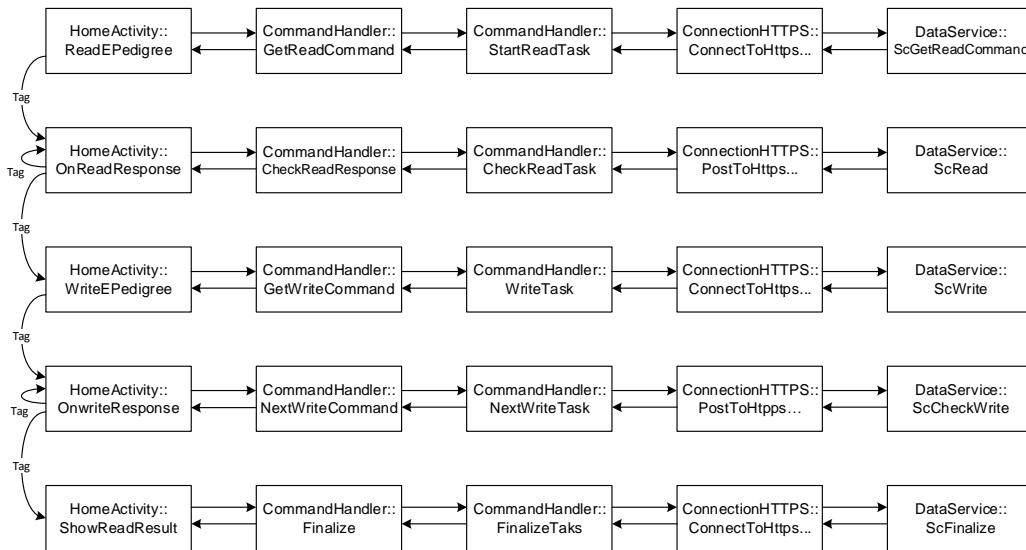 HomeActivity::
ReadEPedigree
CommandHandler::
GetReadCommand
CommandHandler::
StartReadTask
ConnectionHTTPS::
ConnectToHttps...
DataService::
ScGetReadCommand
Tag
HomeActivity::
OnReadResponse
CommandHandler::
CheckReadResponse
CommandHandler::
CheckReadTask
ConnectionHTTPS::
PostToHttps...
DataService::
ScRead
Tag
Tag
HomeActivity::
WriteEPedigree
CommandHandler::
GetWriteCommand
CommandHandler::
WriteTask
ConnectionHTTPS::
ConnectToHttps...
DataService::
ScWrite
Tag
HomeActivity::
OnwriteResponse
CommandHandler::
NextWriteCommand
CommandHandler::
NextWriteTask
ConnectionHTTPS::
PostToHtpps...
DataService::
ScCheckWrite
Tag
Tag
HomeActivity::
ShowReadResult
CommandHandler::
Finalize
CommandHandler::
FinalizeTaks
ConnectionHTTPS::
ConnectToHttps...
DataService::
ScFinalize